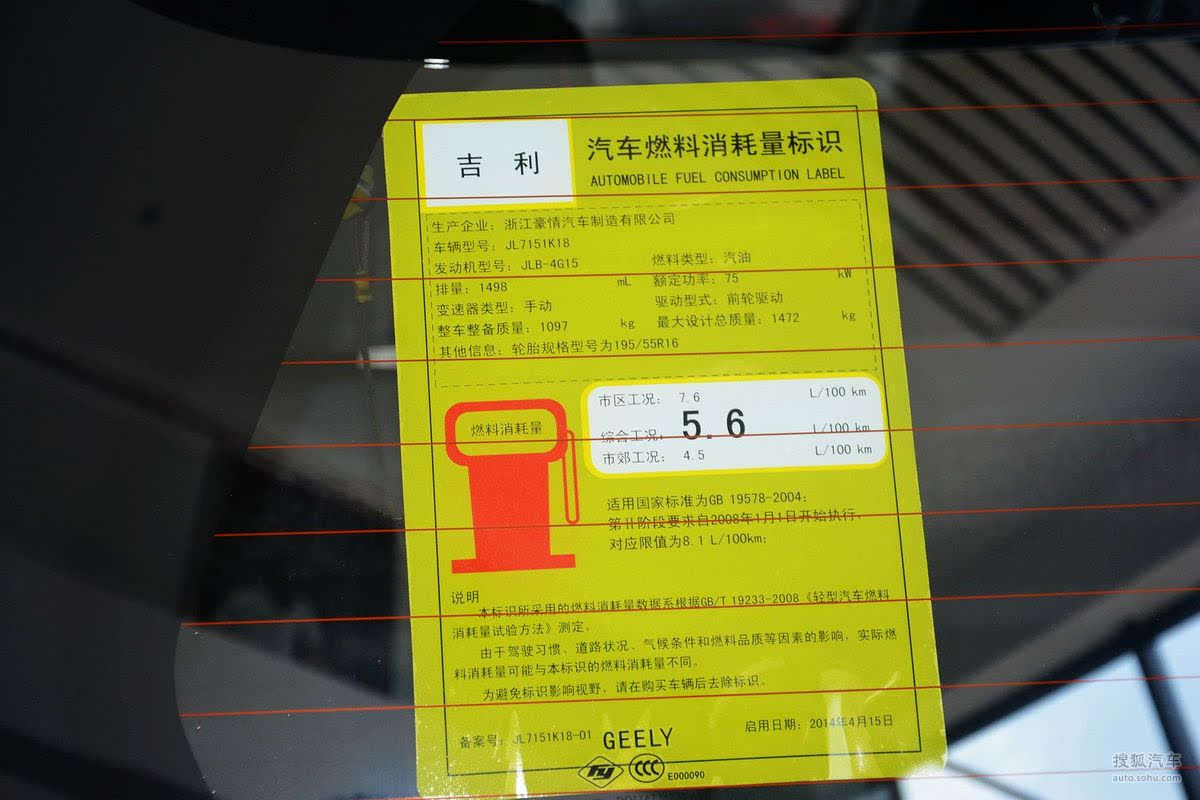 吉 利
汽车燃料消耗量标识
AUTOMOBILE FUEL CONSUMPTION LABEL
生产企业：浙江豪情汽车制造有限公司
车辆型号：JL7151K18
发动机型号：JLB-4G15 燃料类型：汽油
排量：1498 mL 额定功率：75 kW
变速器类型：手动 驱动型式：前轮驱动
整车整备质量：1097 kg 最大设计总质量：1472 kg
其他信息：轮胎规格型号为195/55R16
燃料消耗量
市区工况： 7.6 L/100 km
综合工况： 5.6 L/100 km
市郊工况： 4.5 L/100 km
适用国家标准为GB 19578-2004；
第Ⅱ阶段要求自2008年1月1日开始执行、
对应限值为8.1 L/100km；
说明
本标识所采用的燃料消耗量数据系根据GB/T 19233-2008《轻型汽车燃料
消耗量试验方法》测定。
由于驾驶习惯、道路状况、气候条件和燃料品质等因素的影响，实际燃
料消耗量可能与本标识的燃料消耗量不同。
为避免标识影响视野，请在购买车辆后去除标识。
备案号：JL7151K18-01 GEELY 启用日期：2014年4月15日
CCC E000090
搜狐汽车
auto.sohu.com